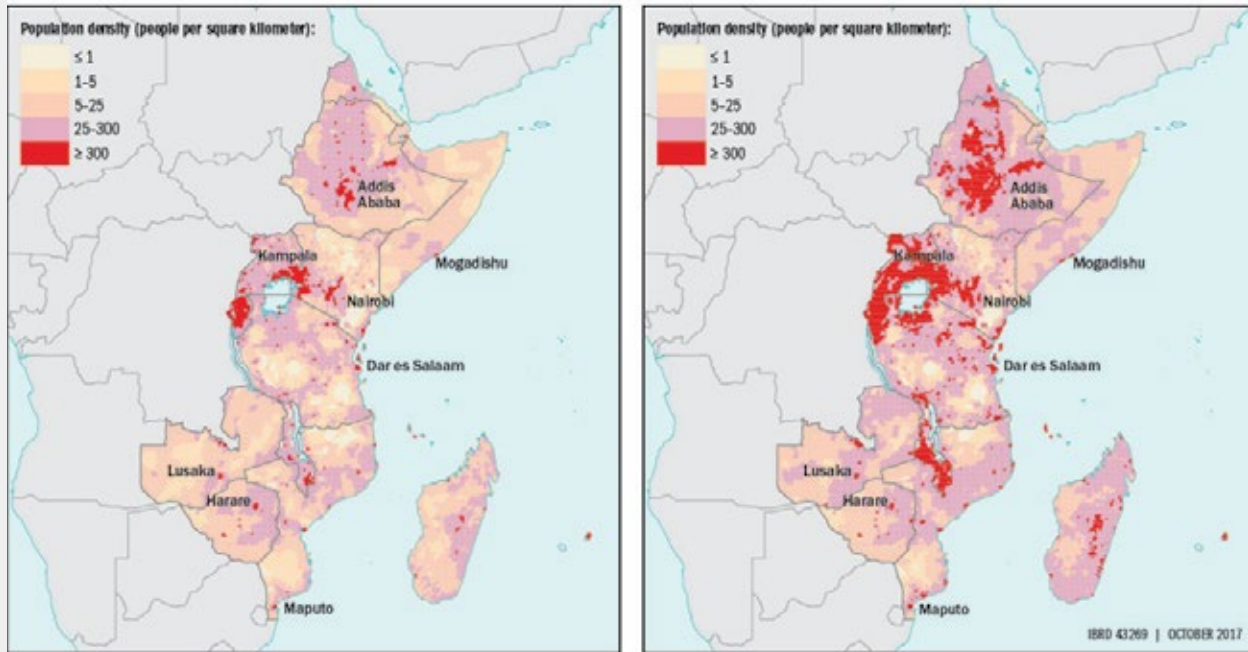 Population density (people per square kilometer):
≤ 1
1–5
5–25
25–300
≥ 300
Addis
Ababa
Kampala
Mogadishu
Nairobi
Dar es Salaam
Lusaka
Harare
Maputo
Population density (people per square kilometer):
≤ 1
1–5
5–25
25–300
≥ 300
Addis
Ababa
Kampala
Mogadishu
Nairobi
Dar es Salaam
Lusaka
Harare
Maputo
IBRD 43269 | OCTOBER 2017